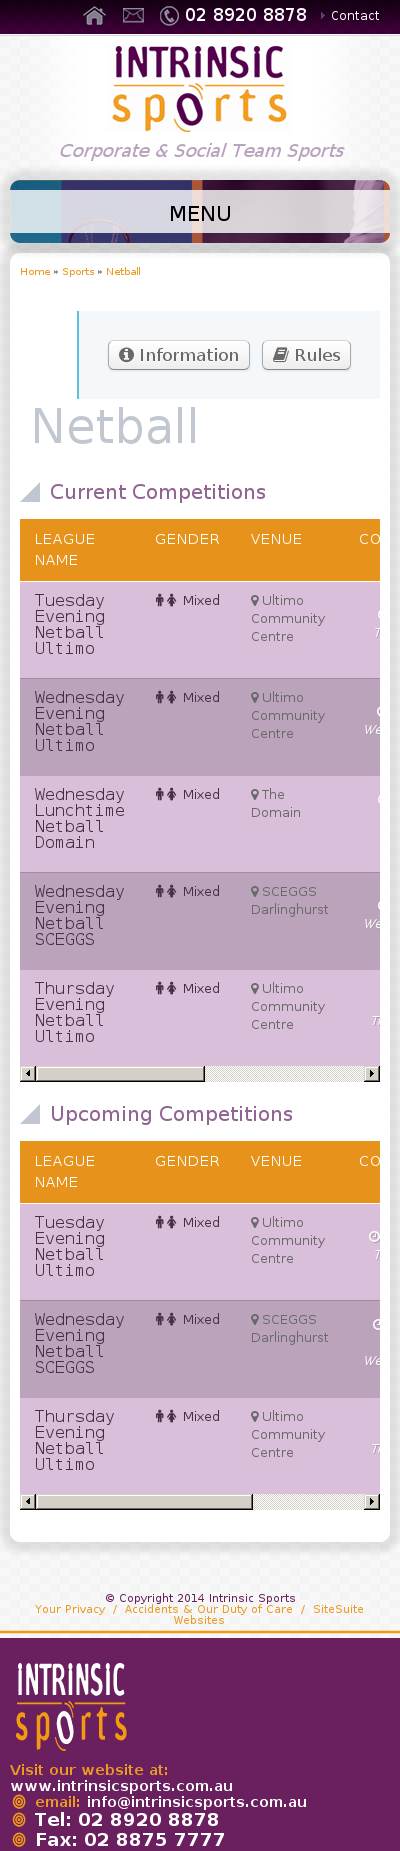 02 8920 8878 Contact
INTRINSIC
sports
Corporate & Social Team Sports
MENU
Home » Sports » Netball
Information Rules
Netball
Current Competitions
LEAGUE NAME GENDER VENUE CO
Tuesday Evening Netball Ultimo Mixed Ultimo Community Centre T
Wednesday Evening Netball Ultimo Mixed Ultimo Community Centre We
Wednesday Lunchtime Netball Domain Mixed The Domain
Wednesday Evening Netball SCEGGS Mixed SCEGGS Darlinghurst We
Thursday Evening Netball Ultimo Mixed Ultimo Community Centre Th
Upcoming Competitions
LEAGUE NAME GENDER VENUE CO
Tuesday Evening Netball Ultimo Mixed Ultimo Community Centre T
Wednesday Evening Netball SCEGGS Mixed SCEGGS Darlinghurst We
Thursday Evening Netball Ultimo Mixed Ultimo Community Centre Th
© Copyright 2014 Intrinsic Sports
Your Privacy / Accidents & Our Duty of Care / SiteSuite
Websites
INTRINSIC
sports
Visit our website at:
www.intrinsicsports.com.au
email: info@intrinsicsports.com.au
Tel: 02 8920 8878
Fax: 02 8875 7777